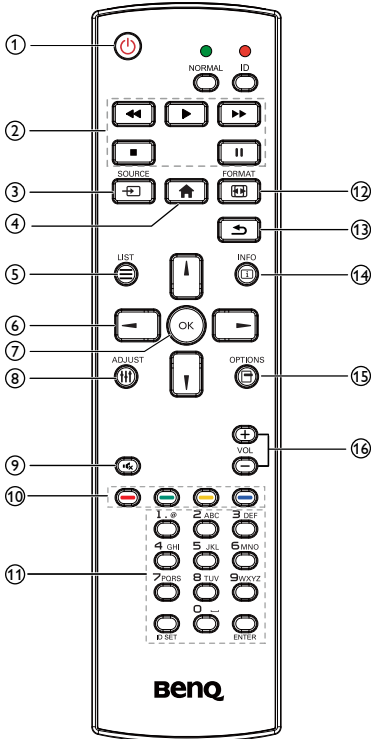 1
NORMAL ID
2
SOURCE FORMAT
3 12
4
13
LIST INFO
5 i 14
6
OK
7
ADJUST OPTIONS
8 15
+
VOL 16
−
9
10
1 . @ 2 ABC 3 DEF
4 GHI 5 JKL 6 MNO
11
7 PQRS 8 TUV 9 WXYZ
0 ⎵
ID SET ENTER
BenQ